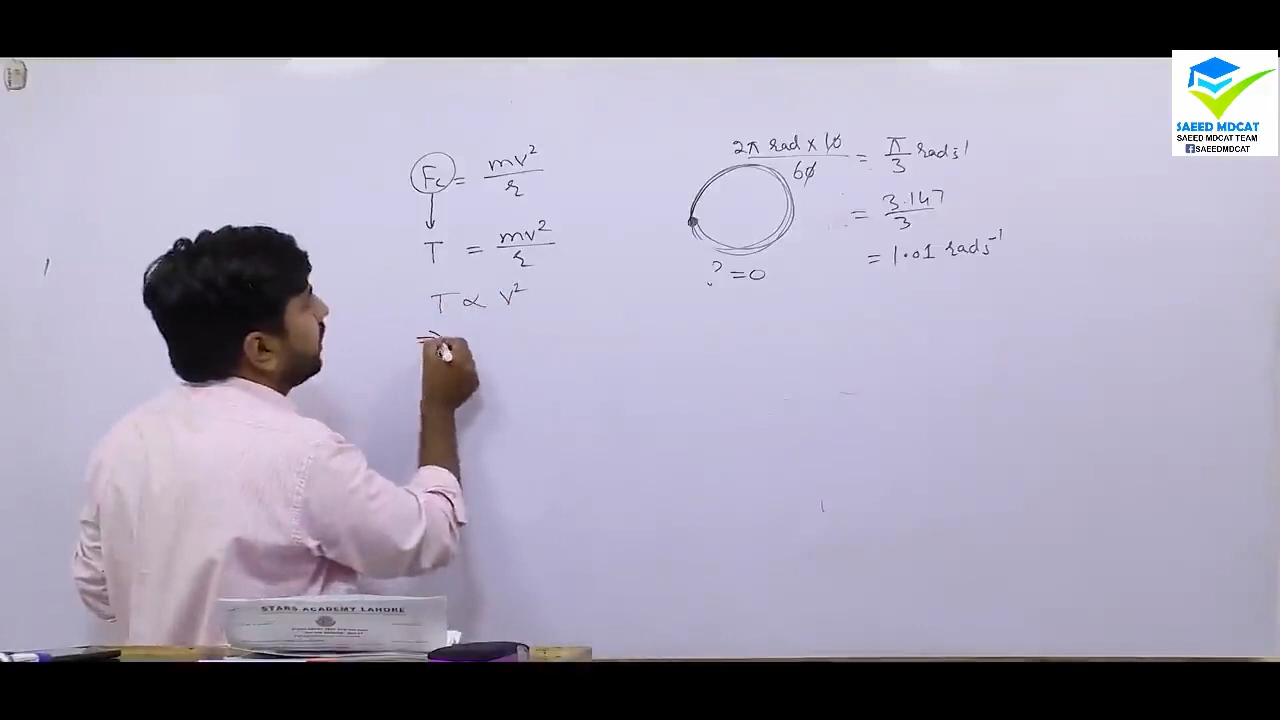 Fc = mv²/r
↓
T = mv²/r
T ∝ v²
⇒
2π rad × 10 / 60 = π/3 rad s⁻¹
= 3.147/3
= 1.01 rad s⁻¹
? = 0
SAEED MDCAT
SAEED MDCAT TEAM
SAEEDMDCAT
STARS ACADEMY LAHORE